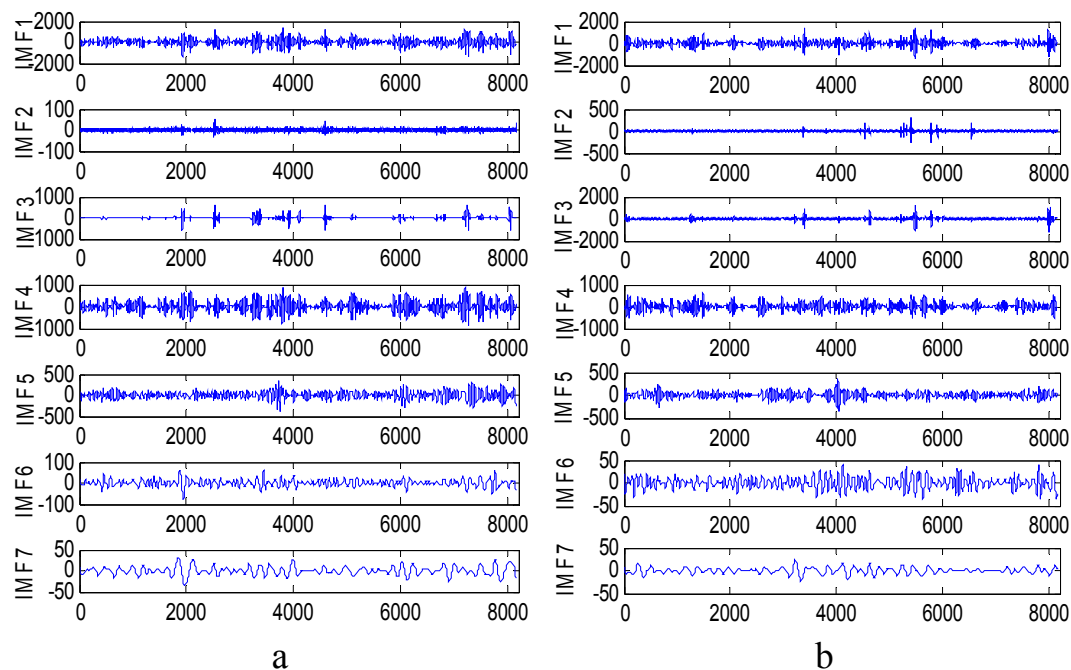 IMF1 2000 0 -2000
0 2000 4000 6000 8000
IMF2 100 0 -100
0 2000 4000 6000 8000
IMF3 1000 0 1000
0 2000 4000 6000 8000
IMF4 1000 0 1000
0 2000 4000 6000 8000
IMF5 500 0 -500
0 2000 4000 6000 8000
IMF6 100 0 -100
0 2000 4000 6000 8000
IMF7 50 0 -50
0 2000 4000 6000 8000
a
IMF1 2000 0 -2000
0 2000 4000 6000 8000
IMF2 500 0 -500
0 2000 4000 6000 8000
IMF3 2000 0 -2000
0 2000 4000 6000 8000
IMF4 1000 0 -1000
0 2000 4000 6000 8000
IMF5 500 0 -500
0 2000 4000 6000 8000
IMF6 50 0 -50
0 2000 4000 6000 8000
IMF7 50 0 -50
0 2000 4000 6000 8000
b